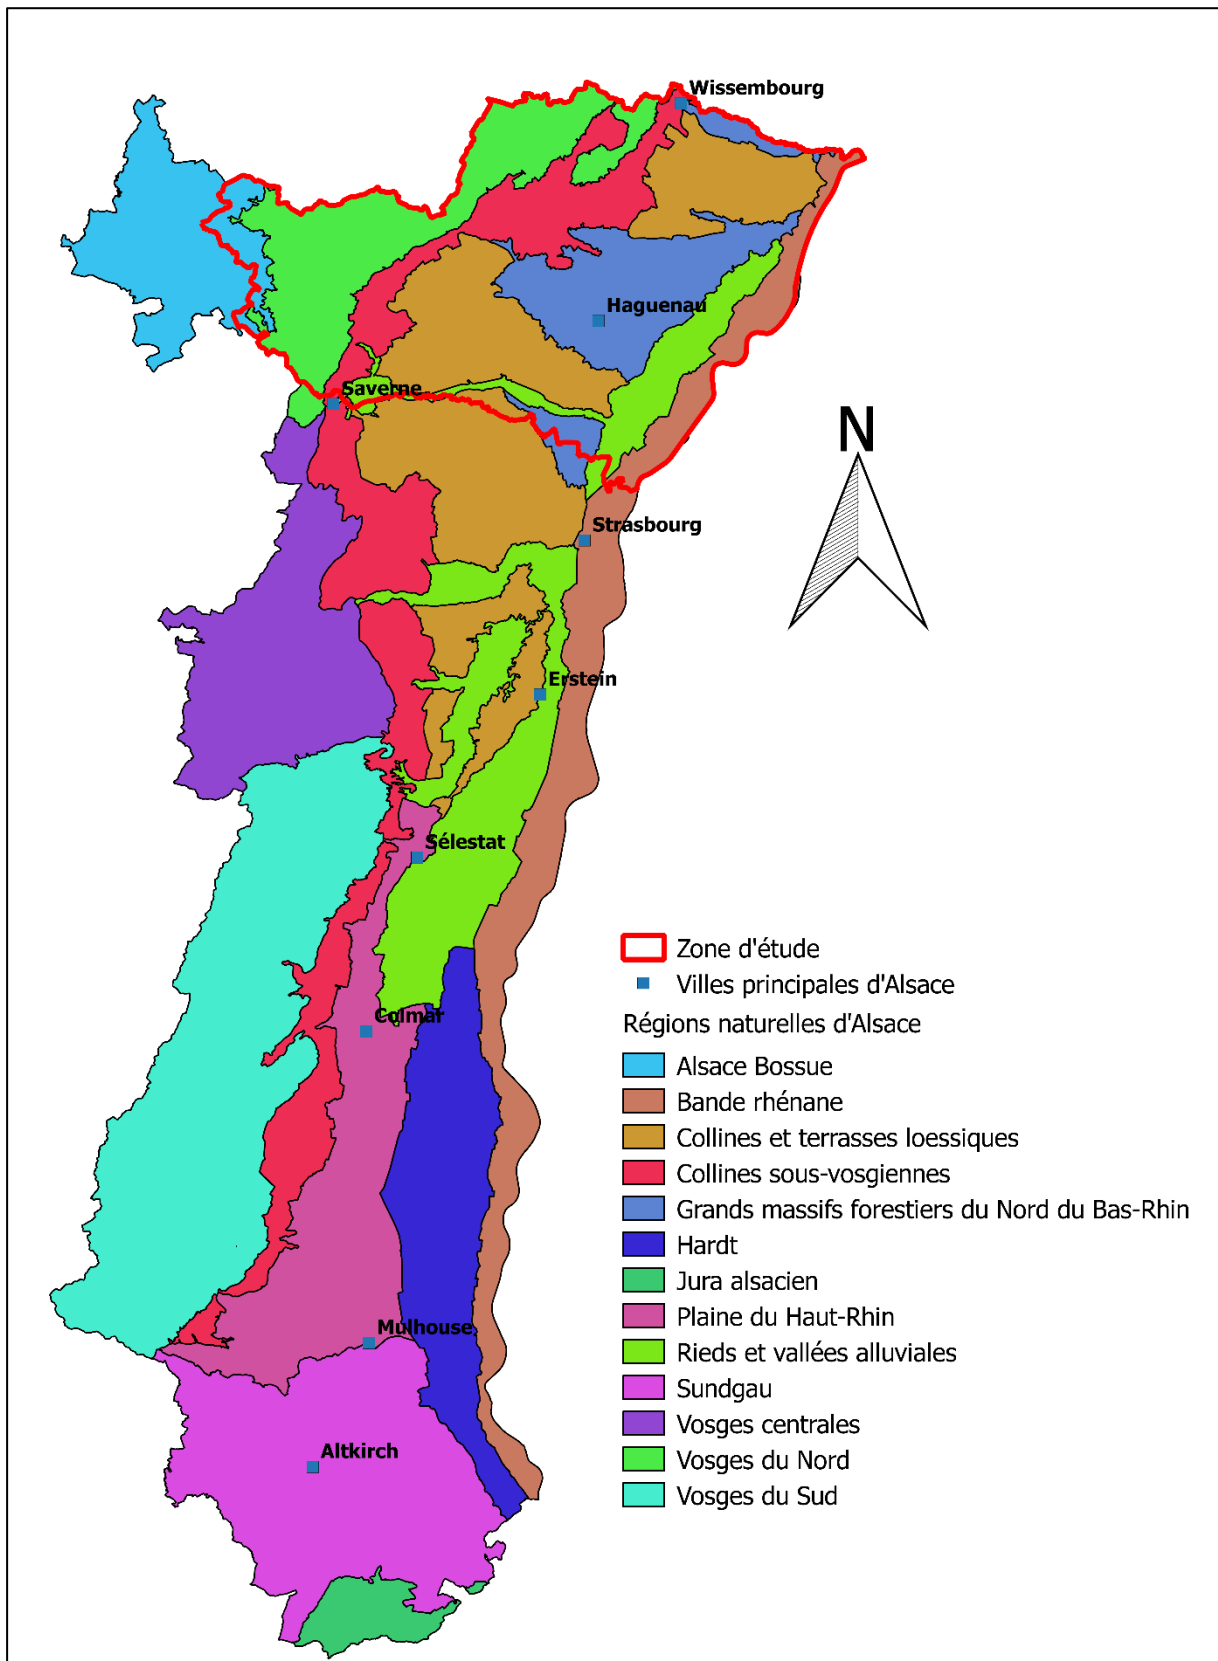 Wissembourg
Haguenau
Saverne
N
Strasbourg
Erstein
Sélestat
Colmar
Mulhouse
Altkirch
Zone d'étude
Villes principales d'Alsace
Régions naturelles d'Alsace
Alsace Bossue
Bande rhénane
Collines et terrasses loessiques
Collines sous-vosgiennes
Grands massifs forestiers du Nord du Bas-Rhin
Hardt
Jura alsacien
Plaine du Haut-Rhin
Rieds et vallées alluviales
Sundgau
Vosges centrales
Vosges du Nord
Vosges du Sud